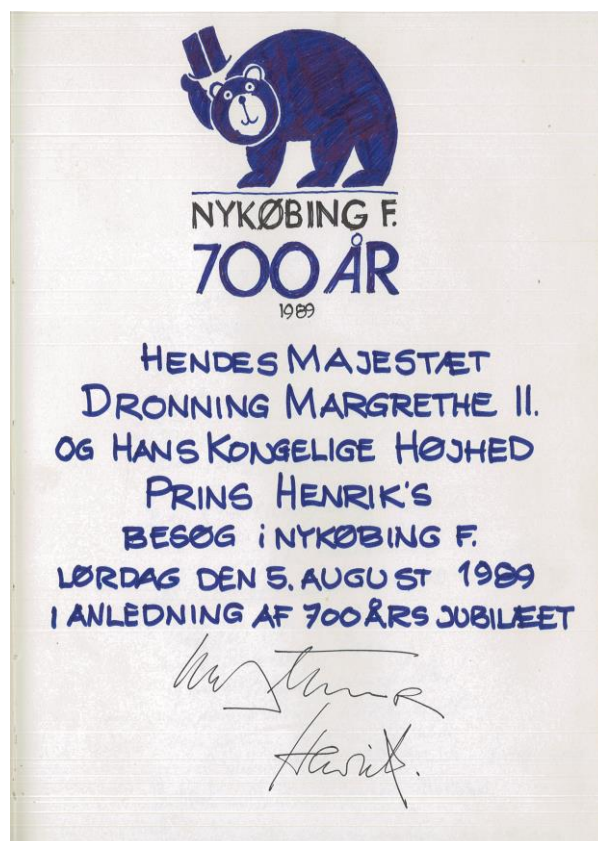 NYKØBING F.
700 ÅR
1989
HENDES MAJESTÆT
DRONNING MARGRETHE II.
OG HANS KONGELIGE HØJHED
PRINS HENRIK'S
BESØG i NYKØBING F.
LØRDAG DEN 5. AUGUST 1989
I ANLEDNING AF 700 ÅRS JUBILÆET
Margrethe R
Henrik.